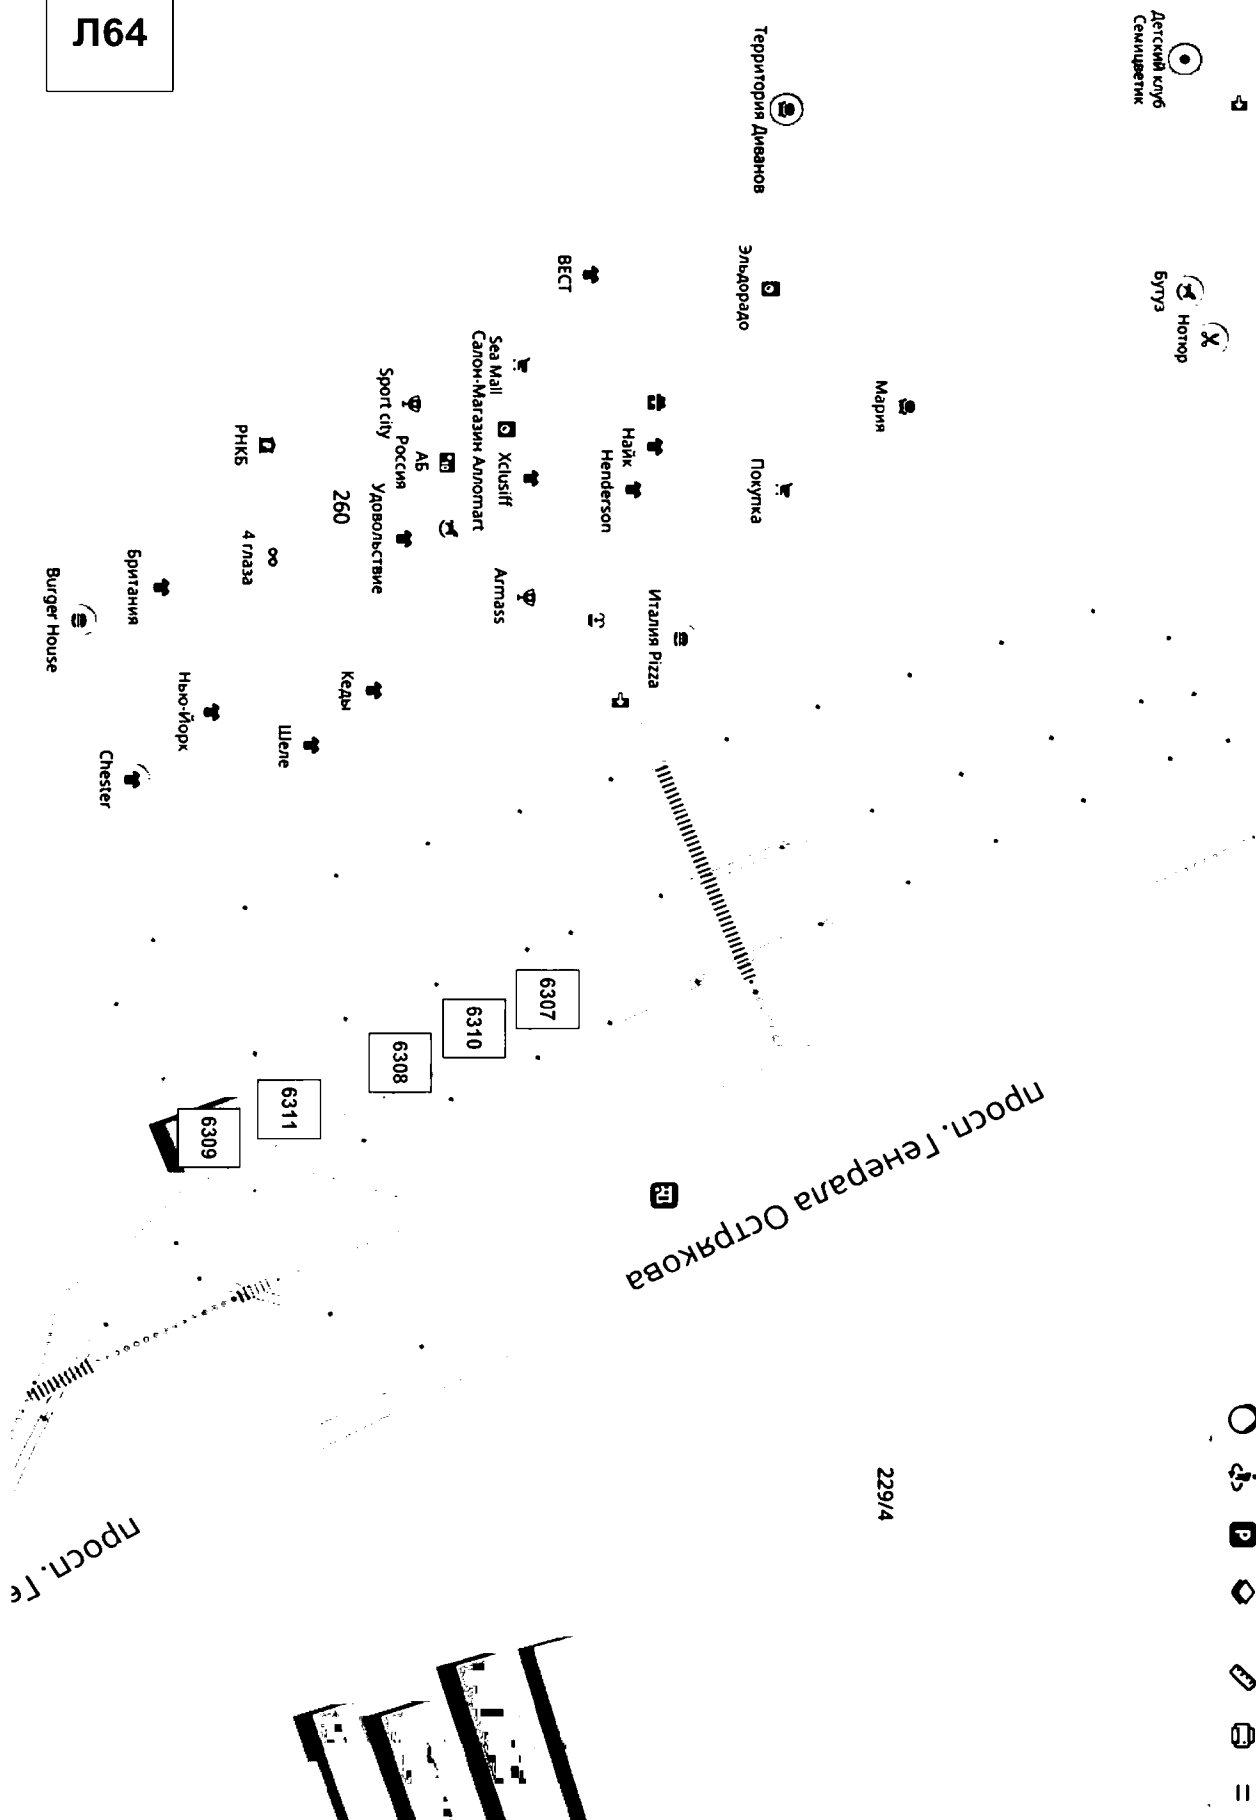 Л64
Детский клуб
Семицветик
Территория Диванов
Бутуз
Нотюр
Эльдорадо
ВЕСТ
Мария
Sea Mall
Салон-Магазин Алломарт
Sport city
Найк
Henderson
Покупка
Xclusiff
АБ
Россия
РНКБ
Удовольствие
260
4 глаза
Британия
Burger House
Armass
Италия Pizza
Кеды
Нью-Йорк
Шеле
Chester
6307
6310
6308
6311
6309
просп. Генерала Острякова
229/4
P
просп. Ге